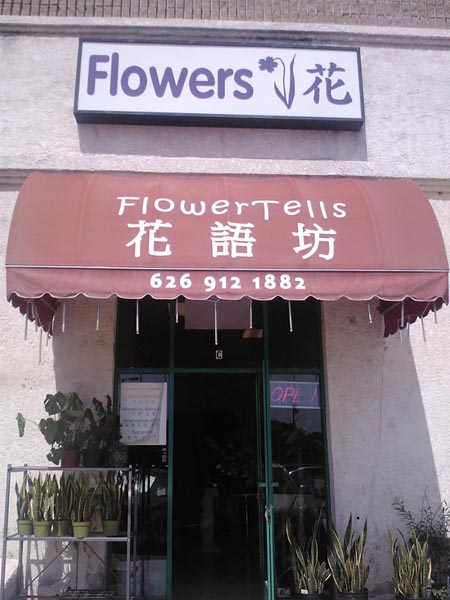 Flowers 花
FlowerTells
花語坊
626 912 1882
C
OPEN